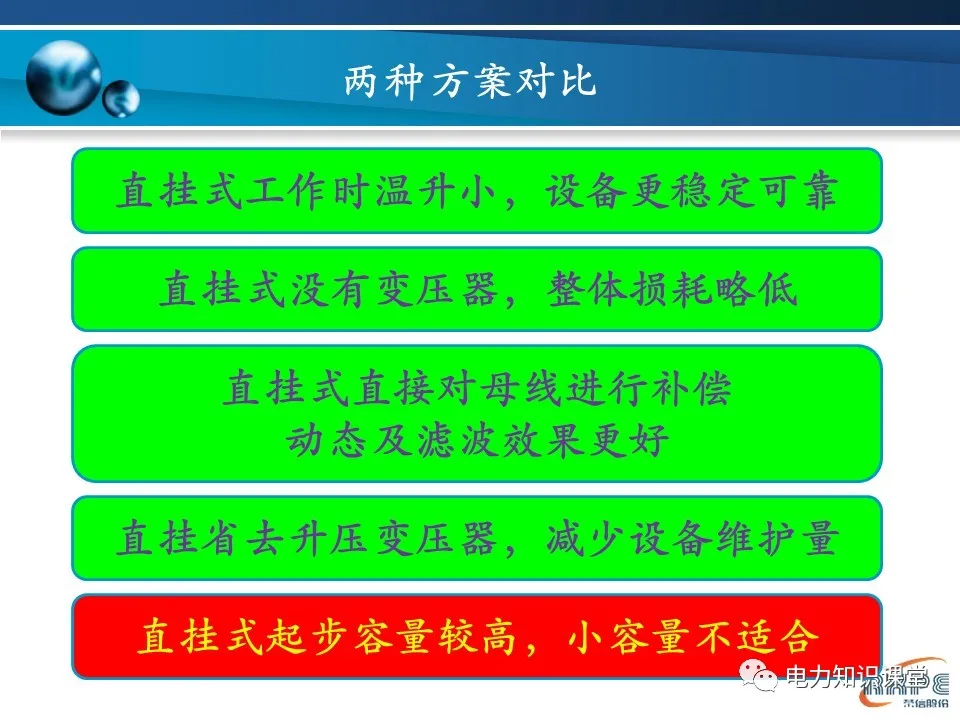 两种方案对比
直挂式工作时温升小，设备更稳定可靠
直挂式没有变压器，整体损耗略低
直挂式直接对母线进行补偿
动态及滤波效果更好
直挂省去升压变压器，减少设备维护量
直挂式起步容量较高，小容量不适合
电力知识课堂
荣信股份